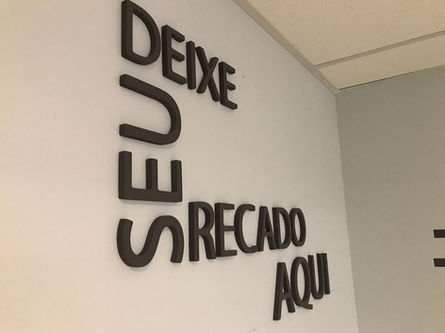 DEIXE
SEU
RECADO
AQUI